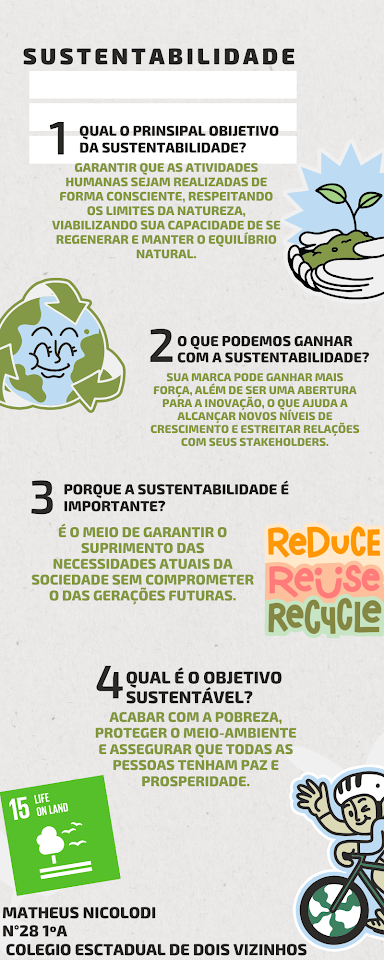 SUSTENTABILIDADE
1 QUAL O PRINSIPAL OBIJETIVO
DA SUSTENTABILIDADE?
GARANTIR QUE AS ATIVIDADES
HUMANAS SEJAM REALIZADAS DE
FORMA CONSCIENTE, RESPEITANDO
OS LIMITES DA NATUREZA,
VIABILIZANDO SUA CAPACIDADE DE SE
REGENERAR E MANTER O EQUILÍBRIO
NATURAL.
2 O QUE PODEMOS GANHAR
COM A SUSTENTABILIDADE?
SUA MARCA PODE GANHAR MAIS
FORÇA, ALÉM DE SER UMA ABERTURA
PARA A INOVAÇÃO, O QUE AJUDA A
ALCANÇAR NOVOS NÍVEIS DE
CRESCIMENTO E ESTREITAR RELAÇÕES
COM SEUS STAKEHOLDERS.
3 PORQUE A SUSTENTABILIDADE É
IMPORTANTE?
É O MEIO DE GARANTIR O
SUPRIMENTO DAS
NECESSIDADES ATUAIS DA
SOCIEDADE SEM COMPROMETER
O DAS GERAÇÕES FUTURAS.
REDUCE
REUSE
RECYCLE
4 QUAL É O OBJETIVO
SUSTENTÁVEL?
ACABAR COM A POBREZA,
PROTEGER O MEIO-AMBIENTE
E ASSEGURAR QUE TODAS AS
PESSOAS TENHAM PAZ E
PROSPERIDADE.
15 LIFE
ON LAND
MATHEUS NICOLODI
N°28 1ºA
COLEGIO ESCTADUAL DE DOIS VIZINHOS